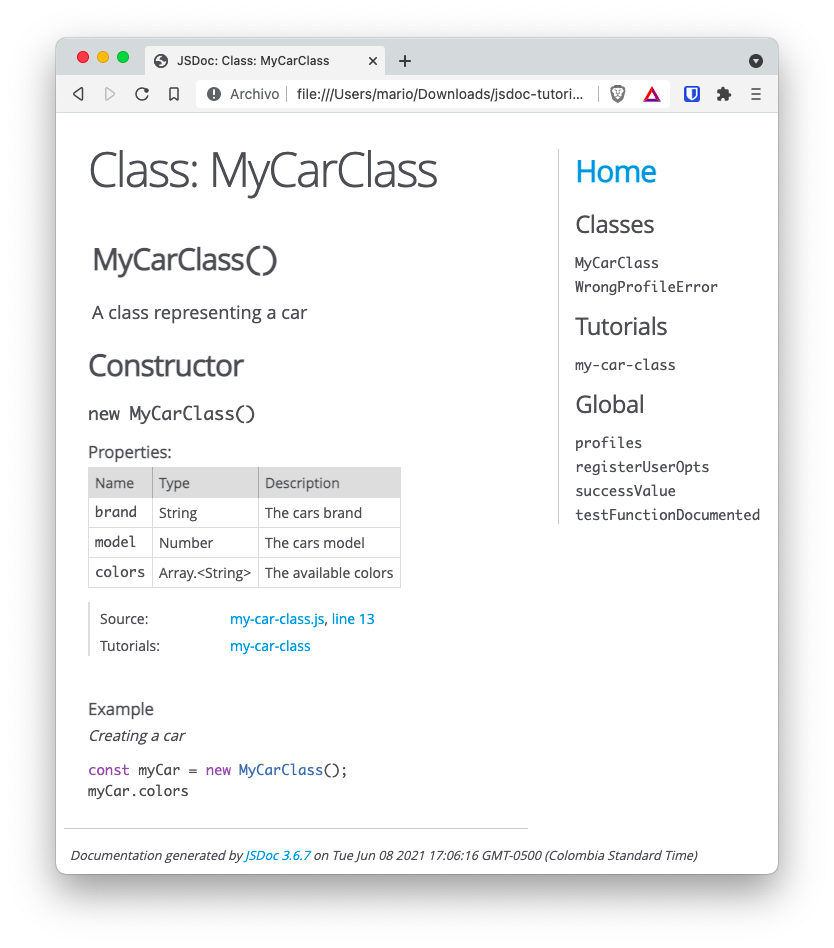 JSDoc: Class: MyCarClass
Archivo file:///Users/mario/Downloads/jsdoc-tutori...
Class: MyCarClass
MyCarClass()
A class representing a car
Constructor
new MyCarClass()
Properties:
Name Type Description
brand String The cars brand
model Number The cars model
colors Array.<String> The available colors
Source: my-car-class.js, line 13
Tutorials: my-car-class
Example
Creating a car
const myCar = new MyCarClass();
myCar.colors
Home
Classes
MyCarClass
WrongProfileError
Tutorials
my-car-class
Global
profiles
registerUserOpts
successValue
testFunctionDocumented
Documentation generated by JSDoc 3.6.7 on Tue Jun 08 2021 17:06:16 GMT-0500 (Colombia Standard Time)